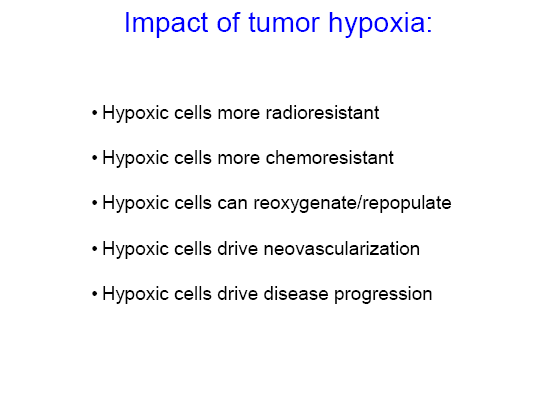 Impact of tumor hypoxia:
• Hypoxic cells more radioresistant
• Hypoxic cells more chemoresistant
• Hypoxic cells can reoxygenate/repopulate
• Hypoxic cells drive neovascularization
• Hypoxic cells drive disease progression